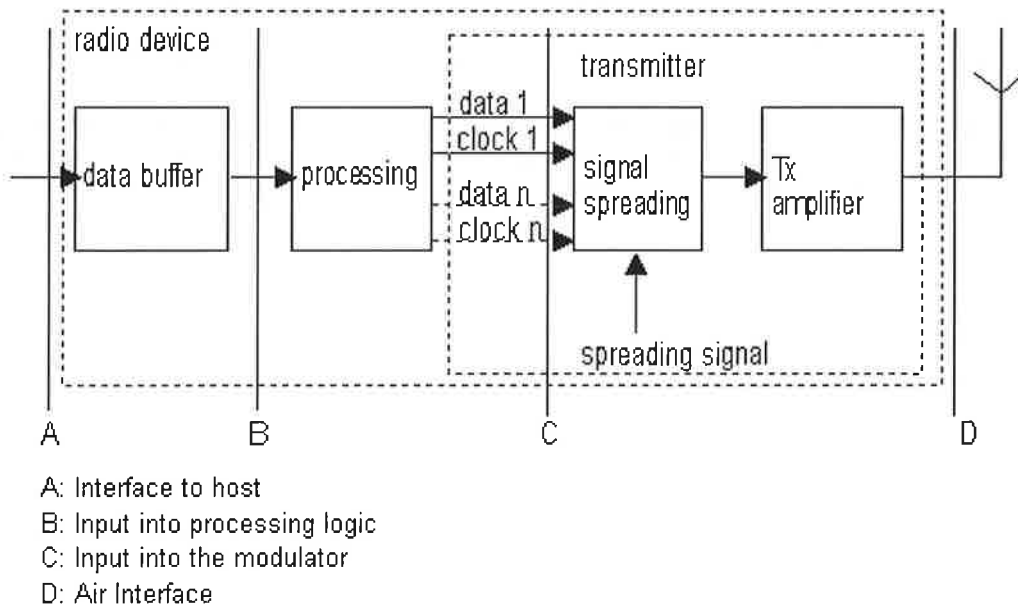 radio device
transmitter
data buffer
processing
data 1
clock 1
data n
clock n
signal
spreading
Tx
amplifier
spreading signal
A
B
C
D
A: Interface to host
B: Input into processing logic
C: Input into the modulator
D: Air Interface